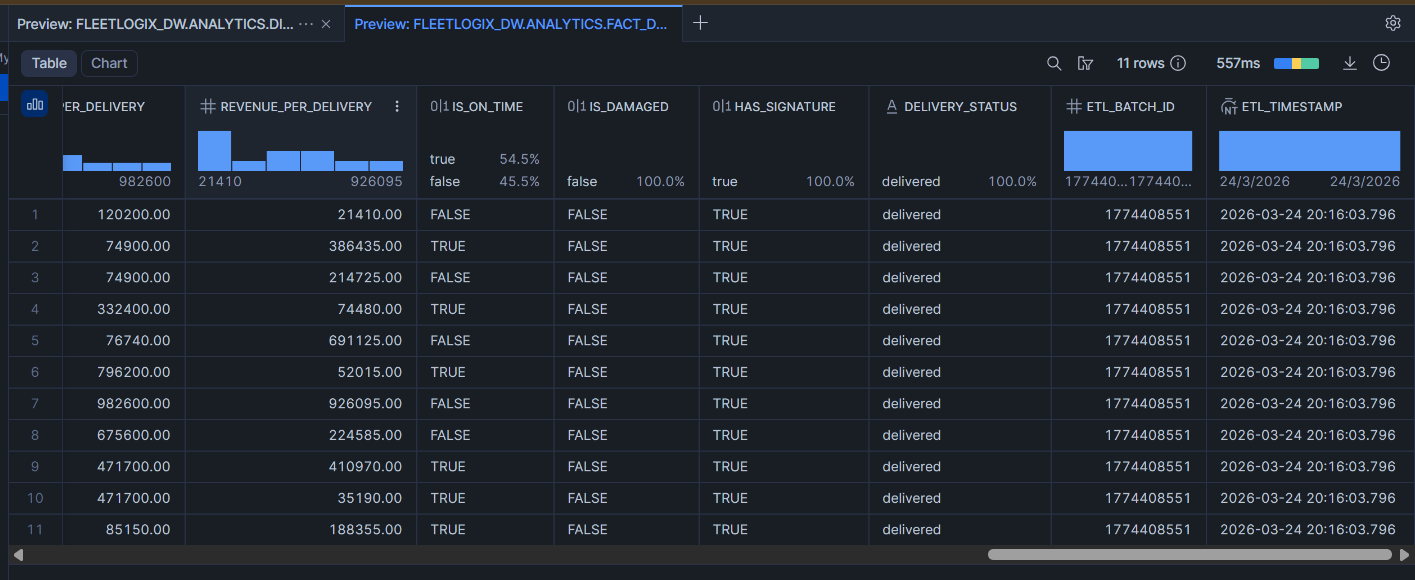 Preview: FLEETLOGIX_DW.ANALYTICS.DI... ··· × Preview: FLEETLOGIX_DW.ANALYTICS.FACT_D... +
Table Chart 11 rows 557ms
PER_DELIVERY # REVENUE_PER_DELIVERY 0|1 IS_ON_TIME 0|1 IS_DAMAGED 0|1 HAS_SIGNATURE A DELIVERY_STATUS # ETL_BATCH_ID NT ETL_TIMESTAMP
true 54.5%
982600 21410 926095 false 45.5% false 100.0% true 100.0% delivered 100.0% 177440... 177440... 24/3/2026 24/3/2026
1 120200.00 21410.00 FALSE FALSE TRUE delivered 1774408551 2026-03-24 20:16:03.796
2 74900.00 386435.00 TRUE FALSE TRUE delivered 1774408551 2026-03-24 20:16:03.796
3 74900.00 214725.00 FALSE FALSE TRUE delivered 1774408551 2026-03-24 20:16:03.796
4 332400.00 74480.00 TRUE FALSE TRUE delivered 1774408551 2026-03-24 20:16:03.796
5 76740.00 691125.00 FALSE FALSE TRUE delivered 1774408551 2026-03-24 20:16:03.796
6 796200.00 52015.00 TRUE FALSE TRUE delivered 1774408551 2026-03-24 20:16:03.796
7 982600.00 926095.00 FALSE FALSE TRUE delivered 1774408551 2026-03-24 20:16:03.796
8 675600.00 224585.00 FALSE FALSE TRUE delivered 1774408551 2026-03-24 20:16:03.796
9 471700.00 410970.00 TRUE FALSE TRUE delivered 1774408551 2026-03-24 20:16:03.796
10 471700.00 35190.00 TRUE FALSE TRUE delivered 1774408551 2026-03-24 20:16:03.796
11 85150.00 188355.00 TRUE FALSE TRUE delivered 1774408551 2026-03-24 20:16:03.796